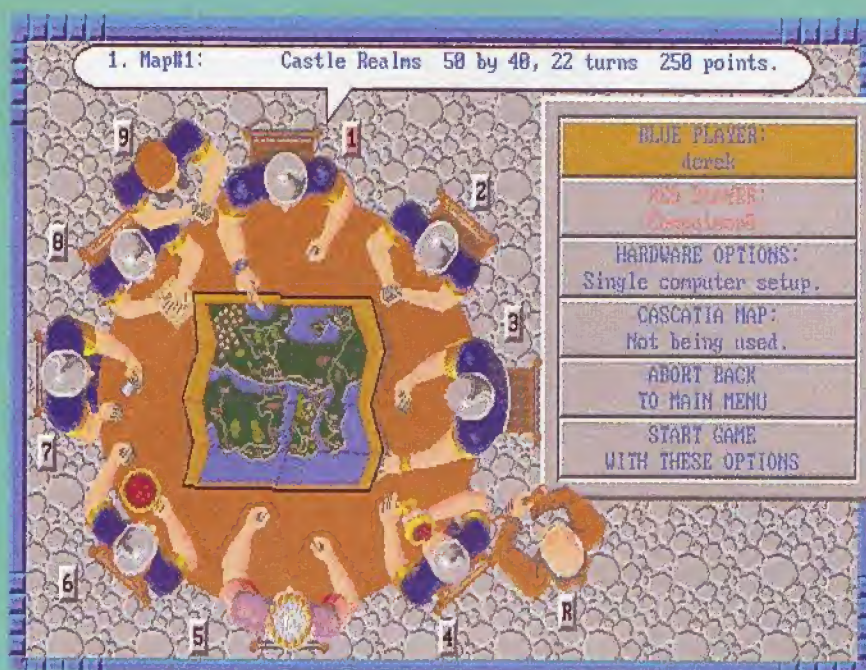 1. Map#1: Castle Realms 50 by 40, 22 turns 250 points.
9
1
2
8
3
7
6
5
4
R
BLUE PLAYER:
derek
RED PLAYER:
HARDWARE OPTIONS:
Single computer setup.
CASCATIA MAP:
Not being used.
ABORT BACK
TO MAIN MENU
START GAME
WITH THESE OPTIONS